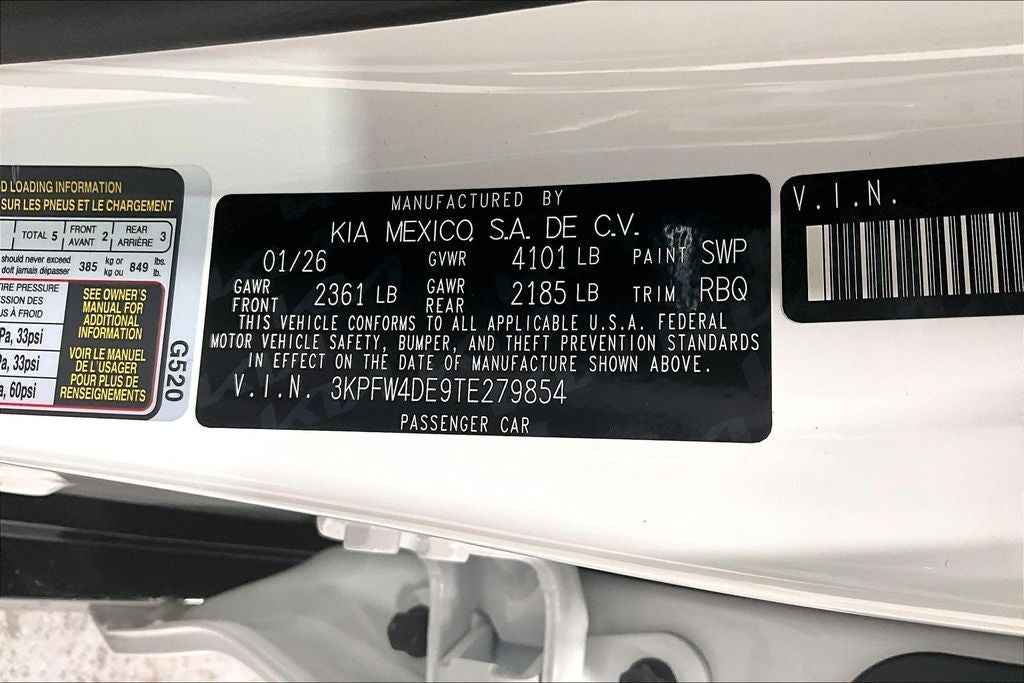 D LOADING INFORMATION
SUR LES PNEUS ET LE CHARGEMENT
TOTAL 5 FRONT AVANT 2 REAR ARRIÈRE 3
should never exceed
doit jamais dépasser 385 kg or kg ou 849 lbs. lb.
IRE PRESSURE
SSION DES
S À FROID
Pa, 33psi
Pa, 33psi
a, 60psi
SEE OWNER'S
MANUAL FOR
ADDITIONAL
INFORMATION
VOIR LE MANUEL
DE L'USAGER
POUR PLUS DE
RENSEIGNEMENTS
G520
MANUFACTURED BY
KIA MEXICO, S.A. DE C.V.
01/26 GVWR 4101 LB PAINT SWP
GAWR FRONT 2361 LB GAWR REAR 2185 LB TRIM RBQ
THIS VEHICLE CONFORMS TO ALL APPLICABLE U.S.A. FEDERAL
MOTOR VEHICLE SAFETY, BUMPER, AND THEFT PREVENTION STANDARDS
IN EFFECT ON THE DATE OF MANUFACTURE SHOWN ABOVE.
V.I.N. 3KPFW4DE9TE279854
PASSENGER CAR
V.I.N.